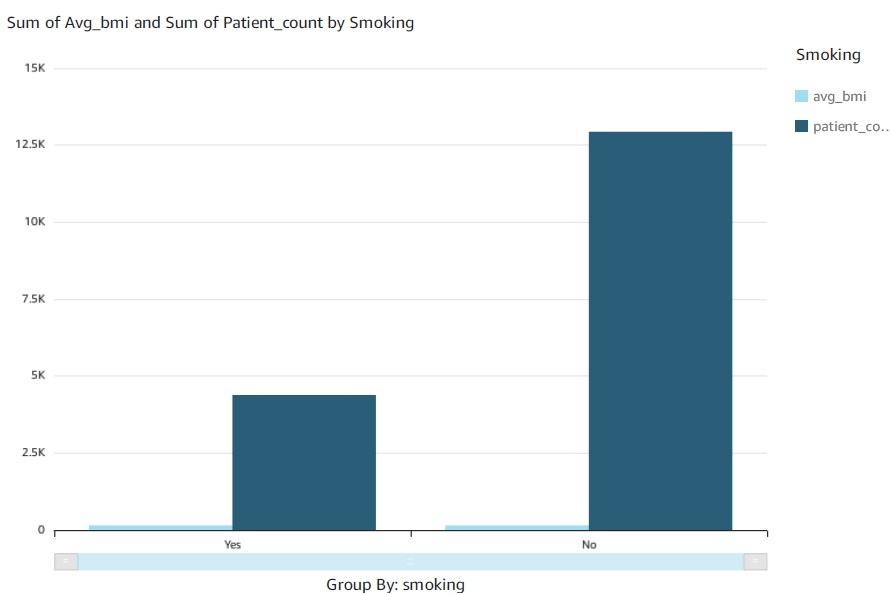 Sum of Avg_bmi and Sum of Patient_count by Smoking
Smoking
avg_bmi
patient_co..
15K
12.5K
10K
7.5K
5K
2.5K
0
Yes No
Group By: smoking